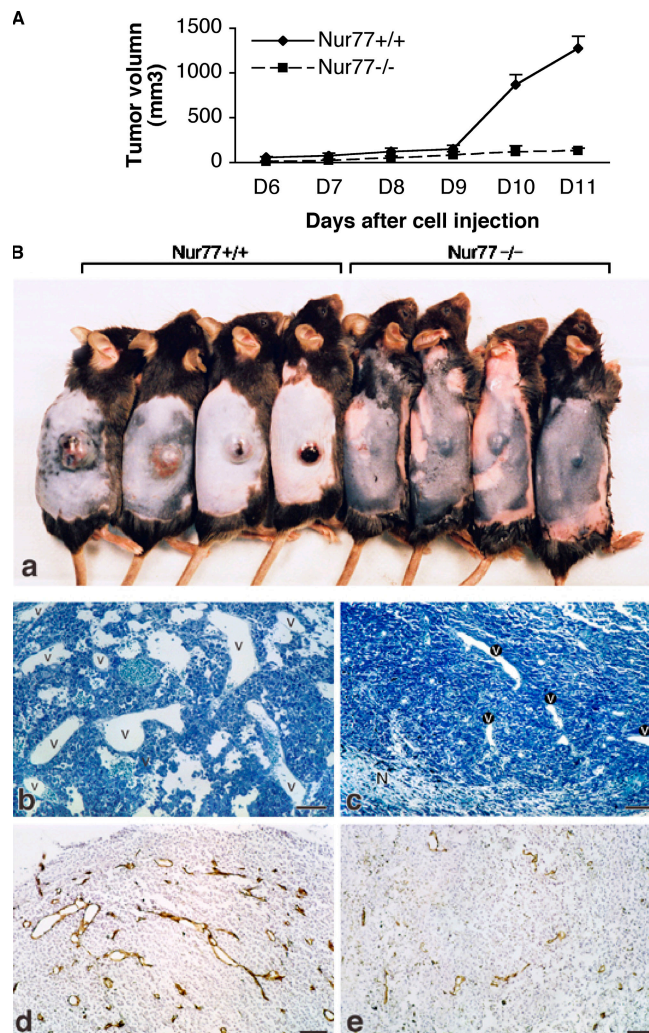 A
1500
1000
500
0
Tumor volumn
(mm3)
Nur77+/+
Nur77-/-
D6 D7 D8 D9 D10 D11
Days after cell injection
B
Nur77+/+ Nur77-/-
a
v v v v v v v v v v
b
v v v v
N
c
d
e